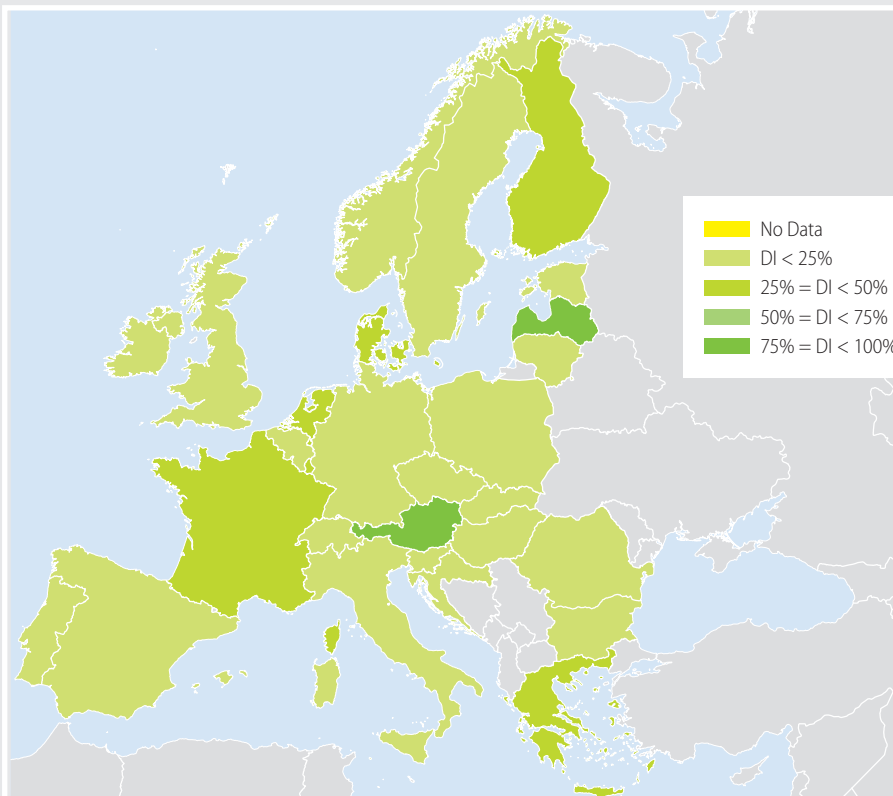 No Data
DI < 25%
25% = DI < 50%
50% = DI < 75%
75% = DI < 100%